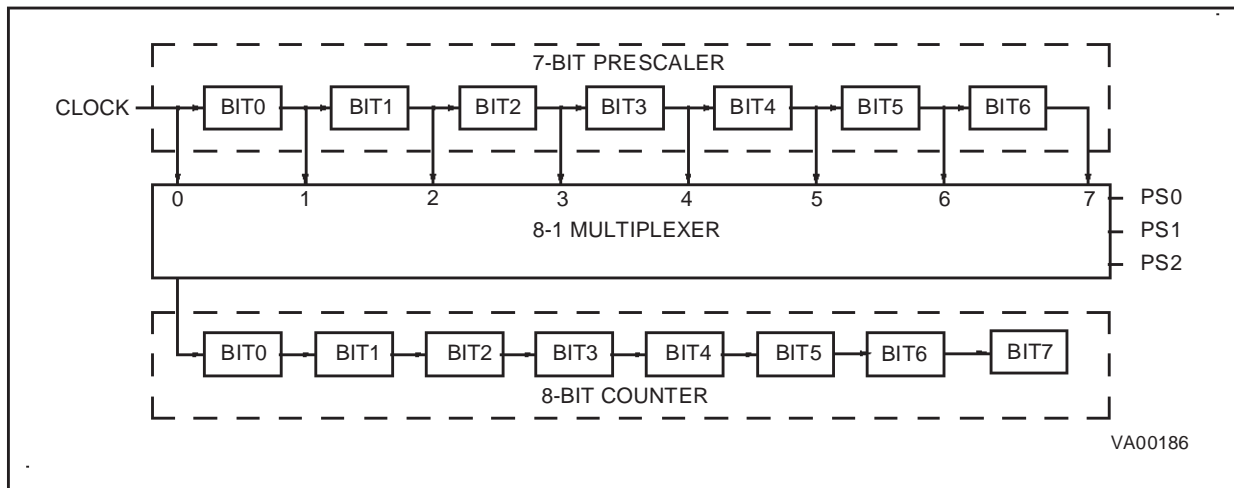 7-BIT PRESCALER
CLOCK BIT0 BIT1 BIT2 BIT3 BIT4 BIT5 BIT6
0 1 2 3 4 5 6 7 PS0
8-1 MULTIPLEXER PS1
PS2
BIT0 BIT1 BIT2 BIT3 BIT4 BIT5 BIT6 BIT7
8-BIT COUNTER
VA00186